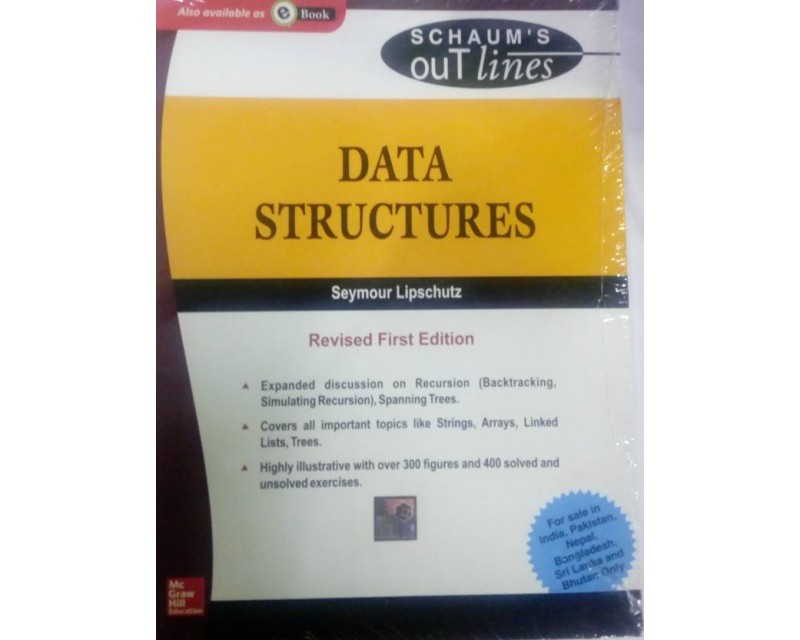 Also available as e Book
SCHAUM'S
ouTlines
DATA
STRUCTURES
Seymour Lipschutz
Revised First Edition
Expanded discussion on Recursion (Backtracking,
Simulating Recursion), Spanning Trees.
Covers all important topics like Strings, Arrays, Linked
Lists, Trees.
Highly illustrative with over 300 figures and 400 solved and
unsolved exercises.
For sale in
India, Pakistan,
Nepal,
Bangladesh,
Sri Lanka and
Bhutan Only
Mc
Graw
Hill
Education